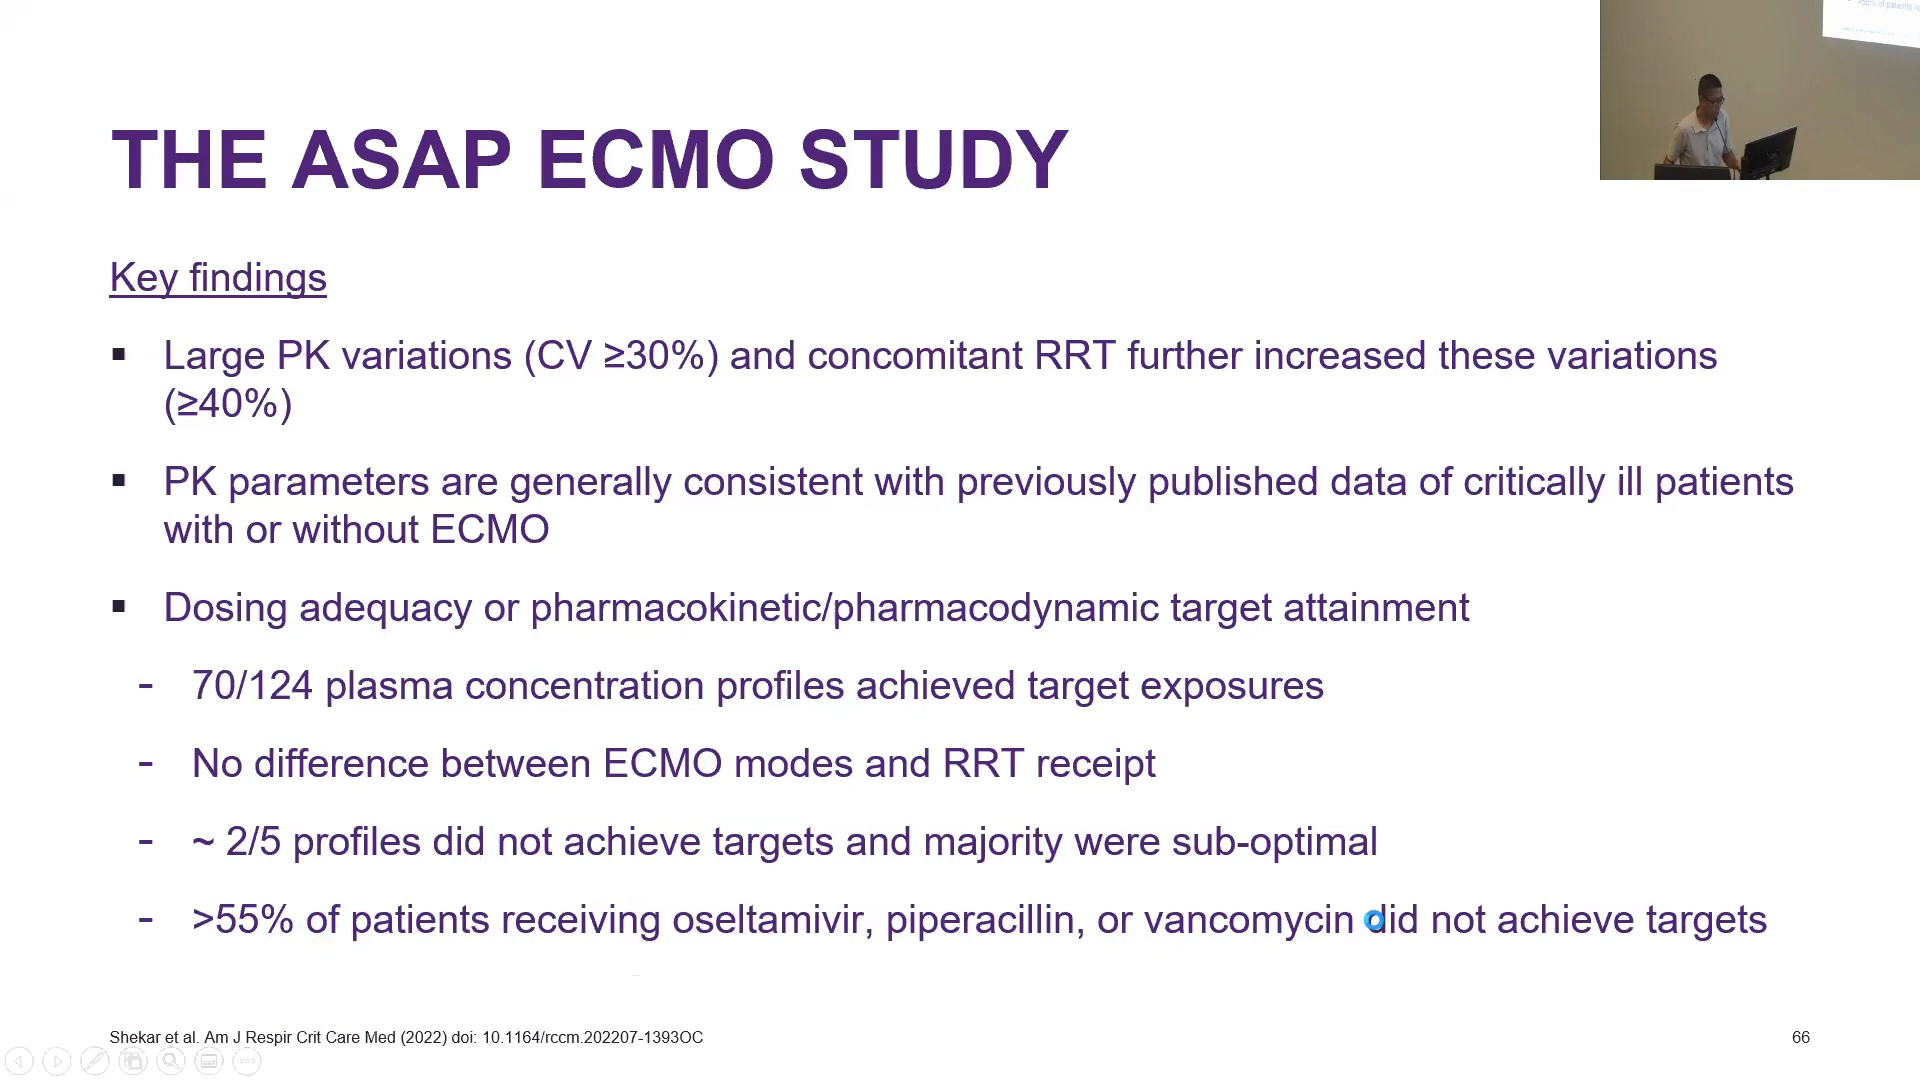 >55% of patients
THE ASAP ECMO STUDY
Key findings
▪ Large PK variations (CV ≥30%) and concomitant RRT further increased these variations
(≥40%)
▪ PK parameters are generally consistent with previously published data of critically ill patients
with or without ECMO
▪ Dosing adequacy or pharmacokinetic/pharmacodynamic target attainment
- 70/124 plasma concentration profiles achieved target exposures
- No difference between ECMO modes and RRT receipt
- ~ 2/5 profiles did not achieve targets and majority were sub-optimal
- >55% of patients receiving oseltamivir, piperacillin, or vancomycin did not achieve targets
Shekar et al. Am J Respir Crit Care Med (2022) doi: 10.1164/rccm.202207-1393OC
66